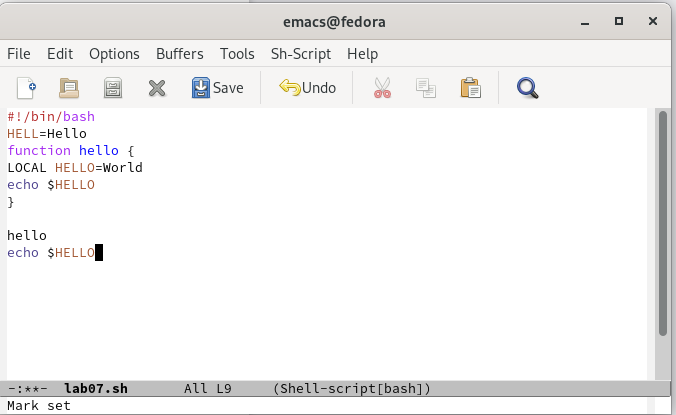 emacs@fedora
File Edit Options Buffers Tools Sh-Script Help
Save Undo
#!/bin/bash
HELL=Hello
function hello {
LOCAL HELLO=World
echo $HELLO
}
hello
echo $HELLO
-:**- lab07.sh All L9 (Shell-script[bash])
Mark set